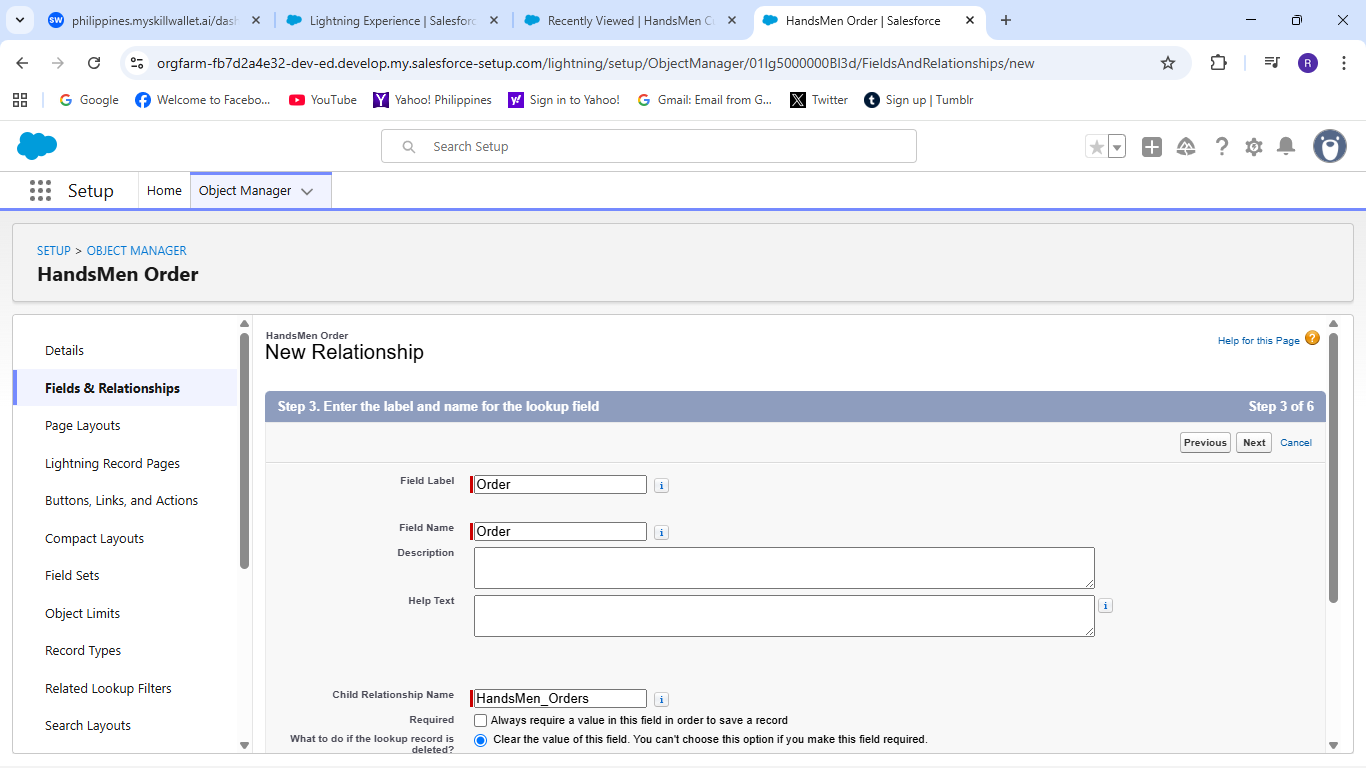 philippines.myskillwallet.ai/dash
Lightning Experience | Salesforc
Recently Viewed | HandsMen C
HandsMen Order | Salesforce
orgfarm-fb7d2a4e32-dev-ed.develop.my.salesforce-setup.com/lightning/setup/ObjectManager/01Ig5000000Bl3d/FieldsAndRelationships/new
R
Google
Welcome to Facebo...
YouTube
Yahoo! Philippines
Sign in to Yahoo!
Gmail: Email from G...
Twitter
Sign up | Tumblr
Search Setup
Setup
Home
Object Manager
SETUP > OBJECT MANAGER
HandsMen Order
Details
Fields & Relationships
Page Layouts
Lightning Record Pages
Buttons, Links, and Actions
Compact Layouts
Field Sets
Object Limits
Record Types
Related Lookup Filters
Search Layouts
HandsMen Order
New Relationship
Help for this Page
Step 3. Enter the label and name for the lookup field
Step 3 of 6
Previous
Next
Cancel
Field Label
Order
Field Name
Order
Description
Help Text
Child Relationship Name
HandsMen_Orders
Required
Always require a value in this field in order to save a record
What to do if the lookup record is
deleted?
Clear the value of this field. You can't choose this option if you make this field required.